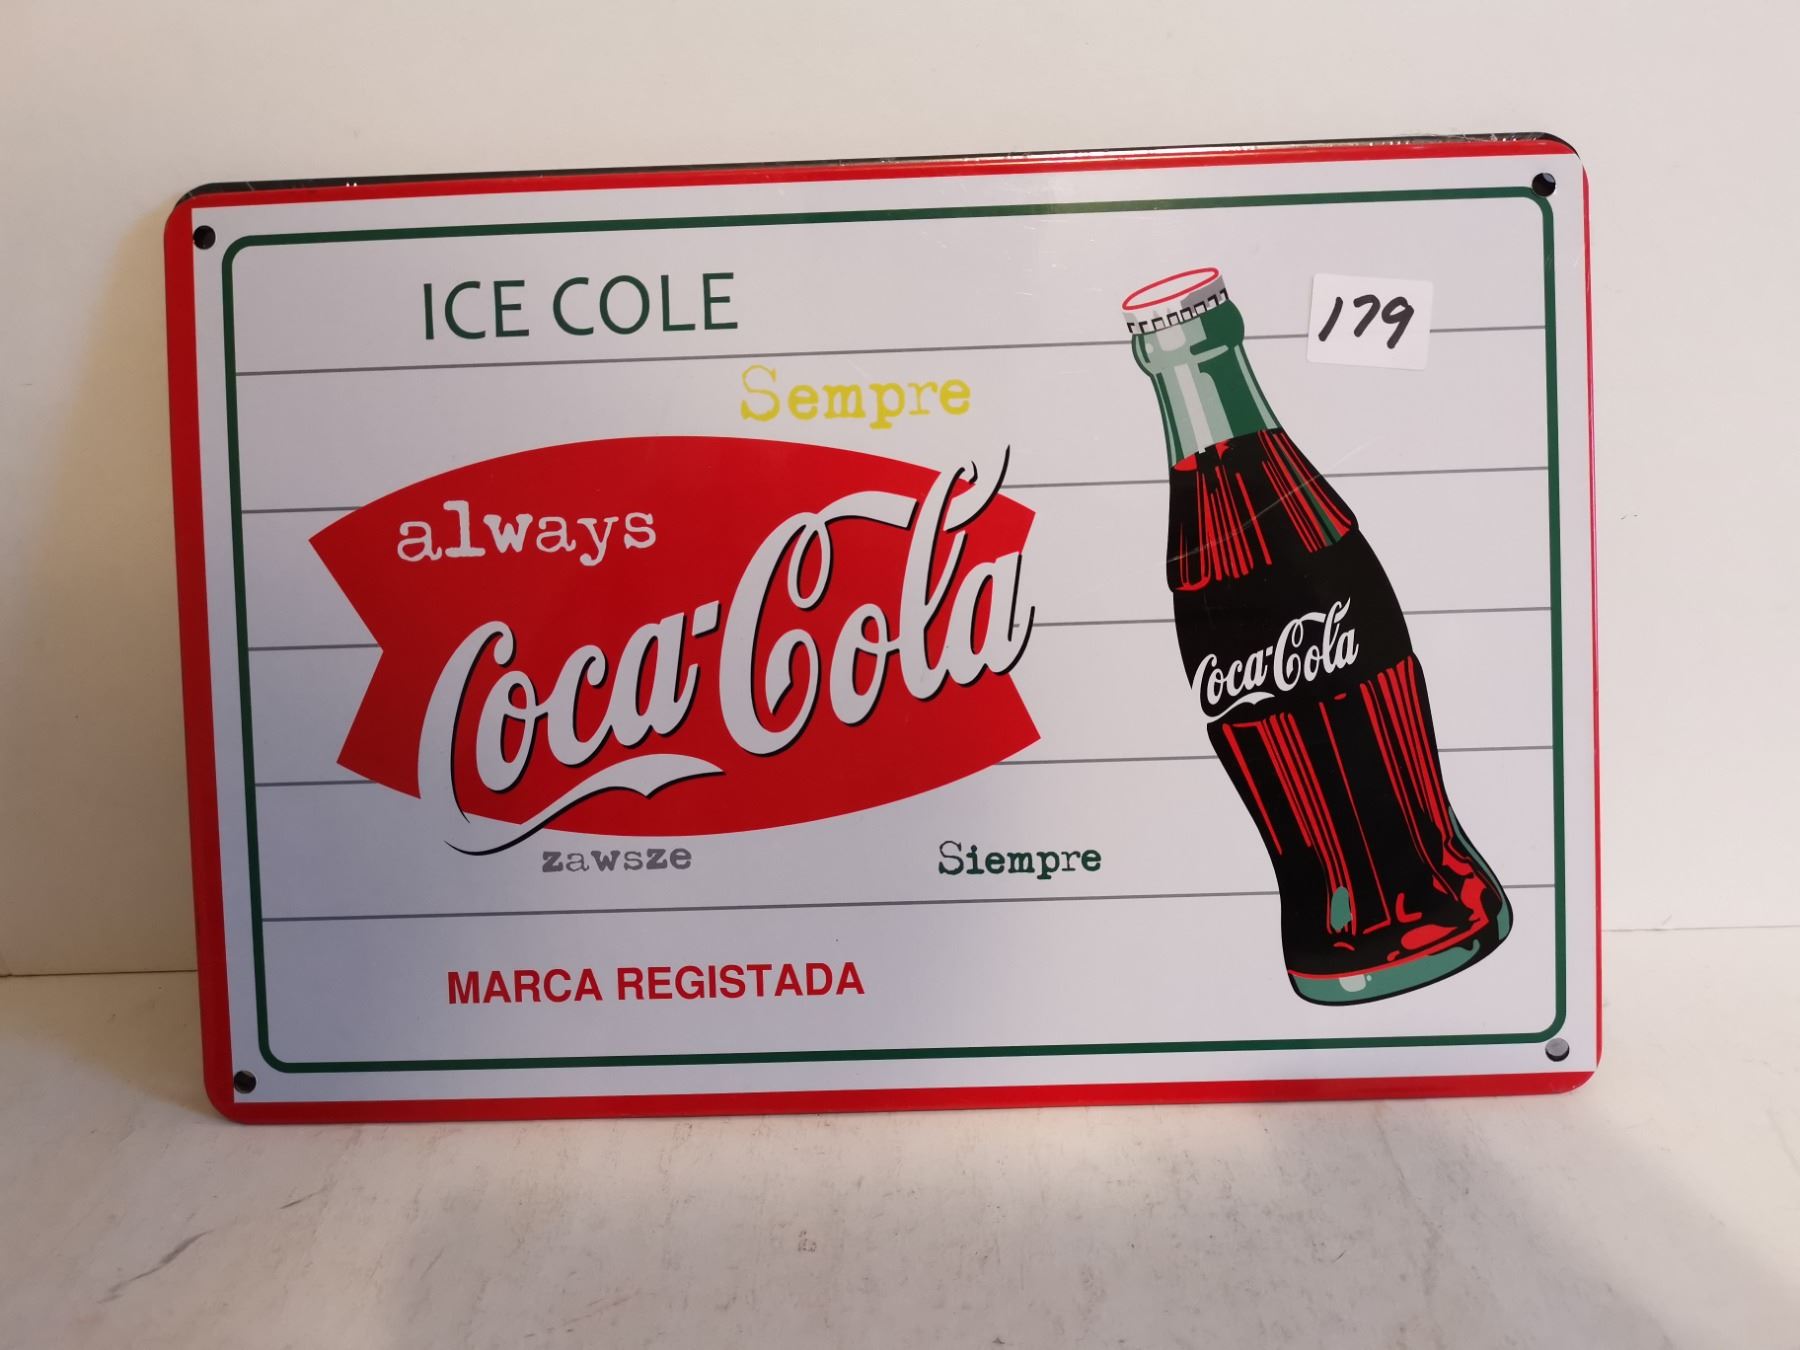 ICE COLE
179
Sempre
always
Coca-Cola
Coca-Cola
zawsze
Siempre
MARCA REGISTADA